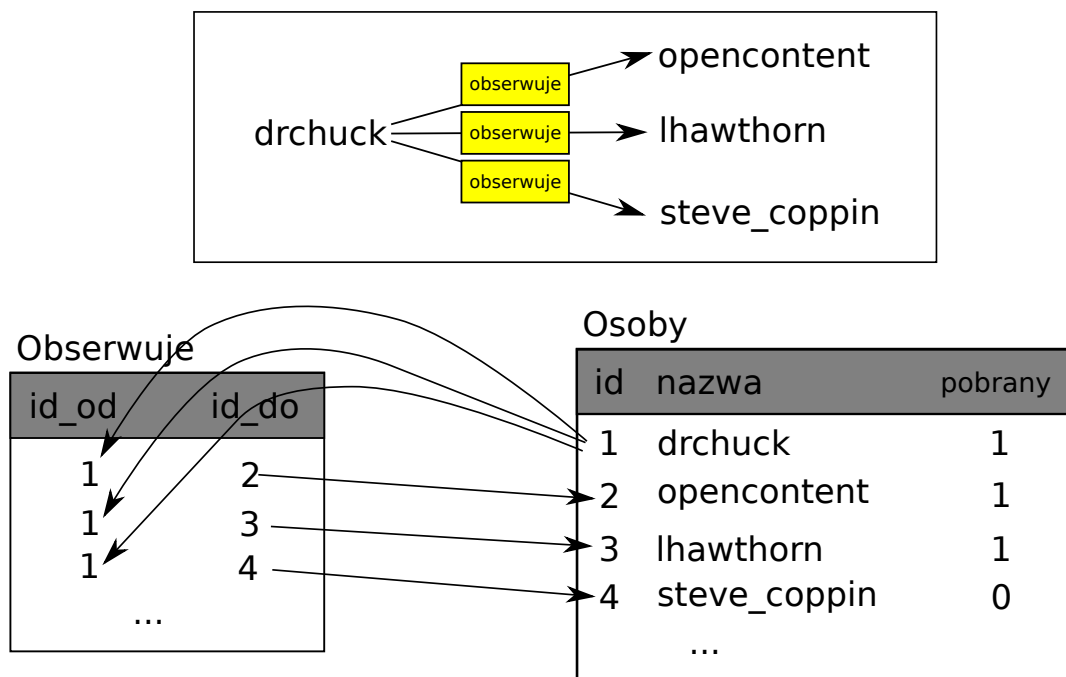 opencontent
obserwuje
drchuck
obserwuje
lhawthorn
obserwuje
steve_coppin
Obserwuje
id_od id_do
1 2
1 3
1 4
...
Osoby
id nazwa pobrany
1 drchuck 1
2 opencontent 1
3 lhawthorn 1
4 steve_coppin 0
...